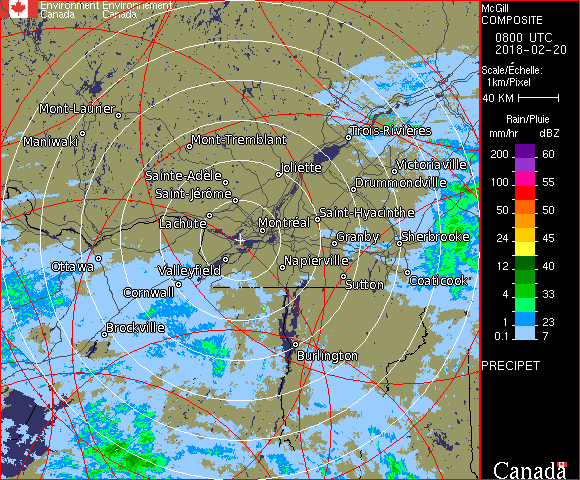 Environment Environnement
Canada Canada
McGill
COMPOSITE
0800 UTC
2018-02-20
Scale/Échelle:
1km/Pixel
40 KM
Rain/Pluie
mm/hr dBZ
200 60
100 55
50 50
24 45
12 40
4 33
1 23
0.1 7
PRECIPET
Canada
Mont-Laurier
Maniwaki
Mont-Tremblant
Trois-Rivières
Sainte-Adèle
Joliette
Victoriaville
Saint-Jérôme
Drummondville
Lachute
Montréal
Saint-Hyacinthe
Granby
Sherbrooke
Ottawa
Valleyfield
Napierville
Sutton
Coaticook
Cornwall
Brockville
Burlington